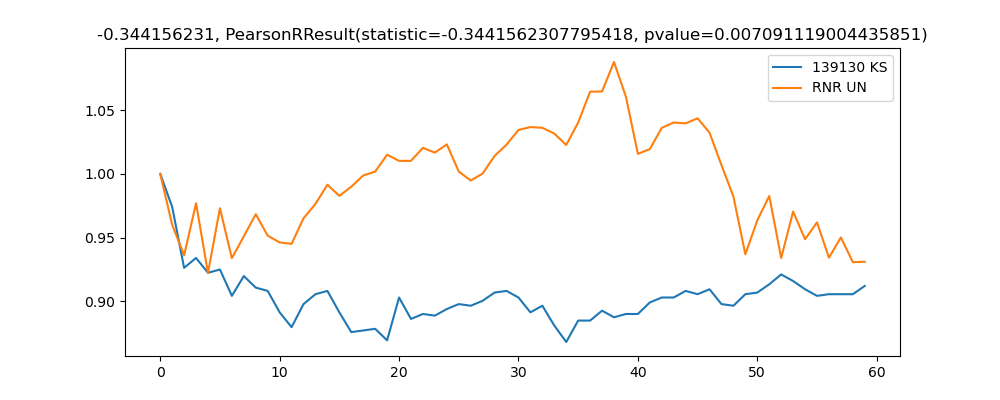 -0.344156231, PearsonRResult(statistic=-0.3441562307795418, pvalue=0.007091119004435851)
139130 KS
RNR UN
1.05
1.00
0.95
0.90
0 10 20 30 40 50 60